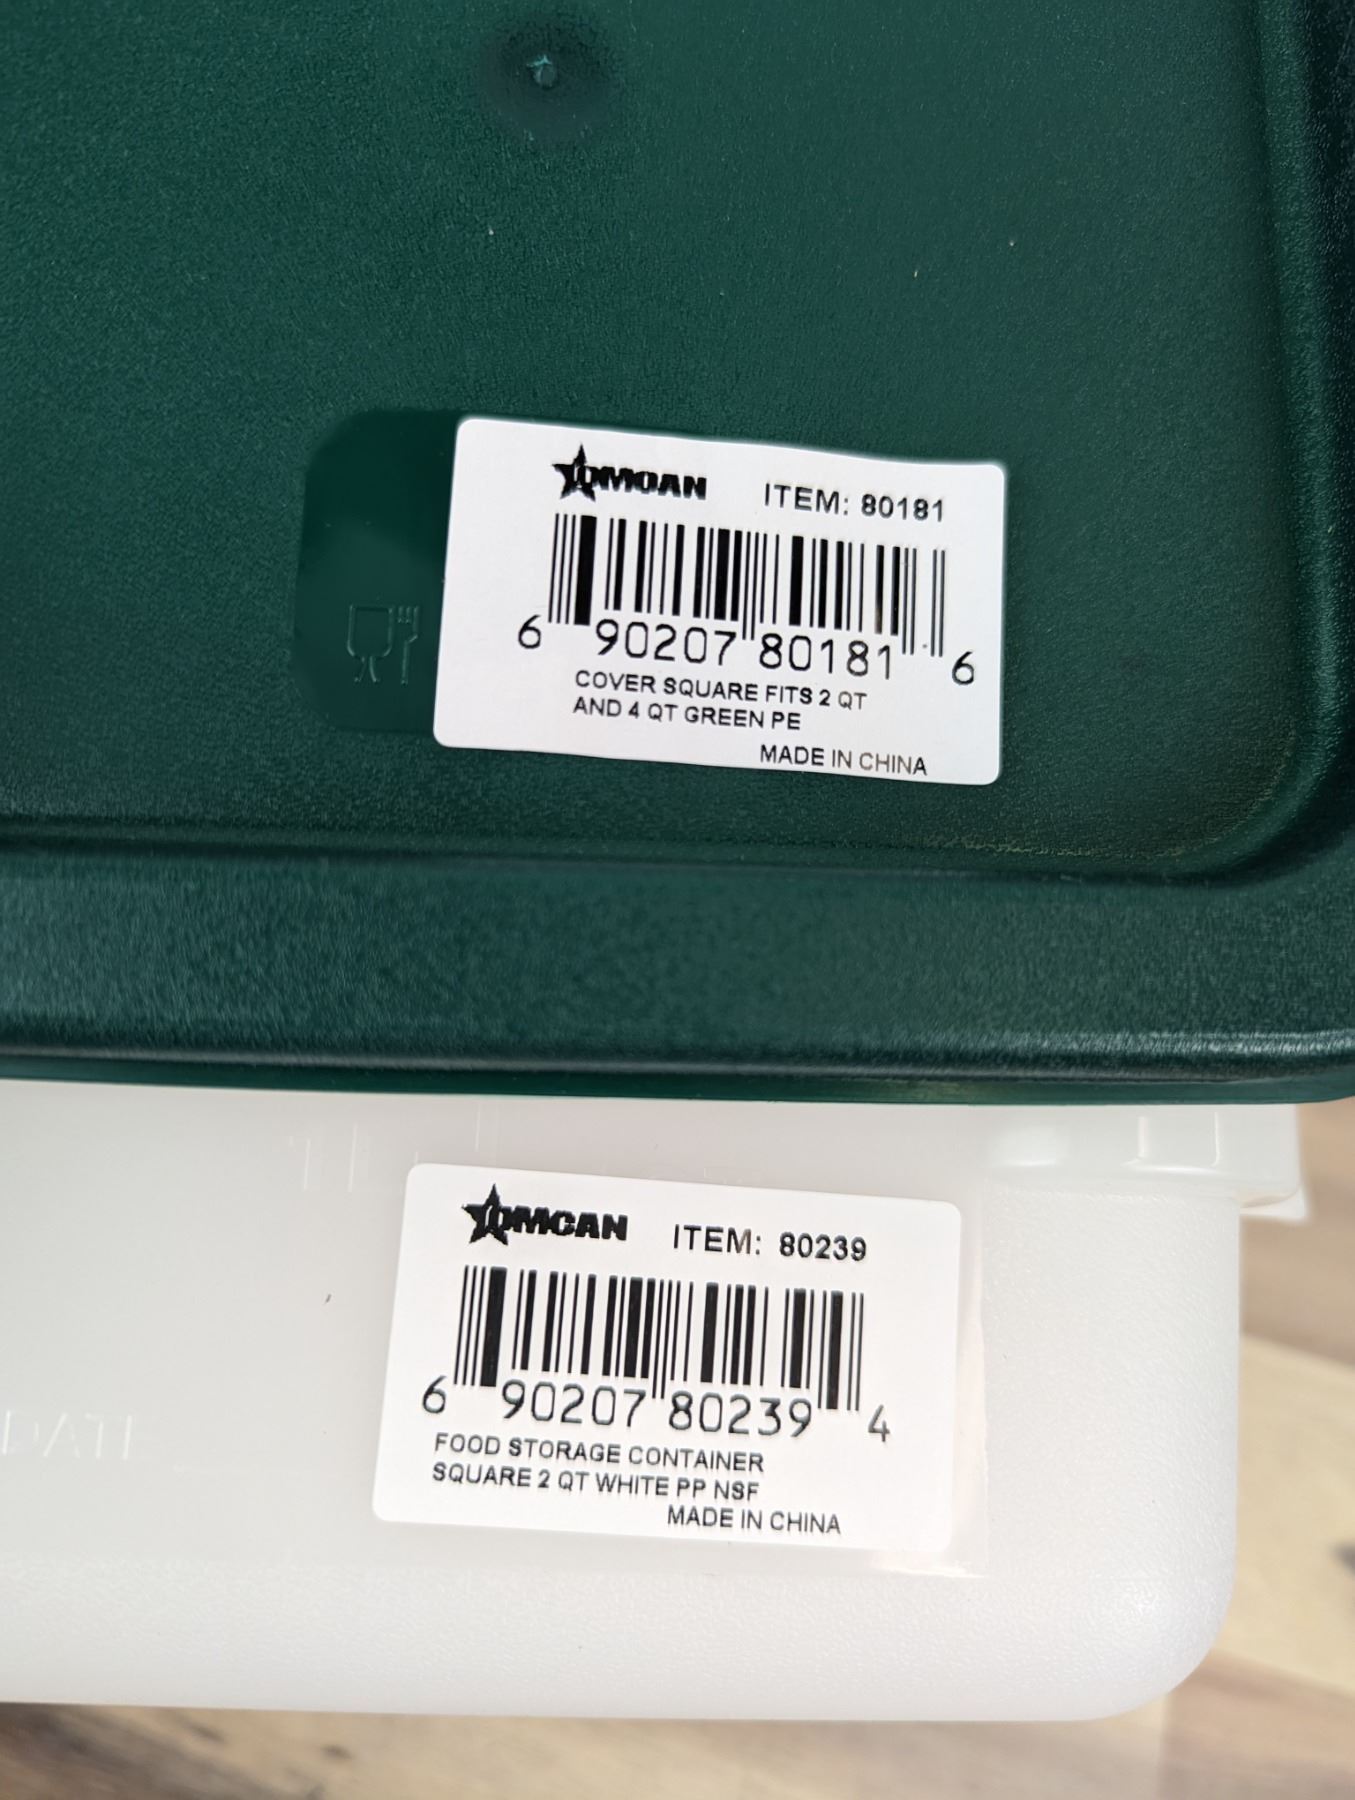 OMCAN ITEM: 80181
6 90207 80181 6
COVER SQUARE FITS 2 QT
AND 4 QT GREEN PE
MADE IN CHINA
OMCAN ITEM: 80239
6 90207 80239 4
FOOD STORAGE CONTAINER
SQUARE 2 QT WHITE PP NSF
MADE IN CHINA